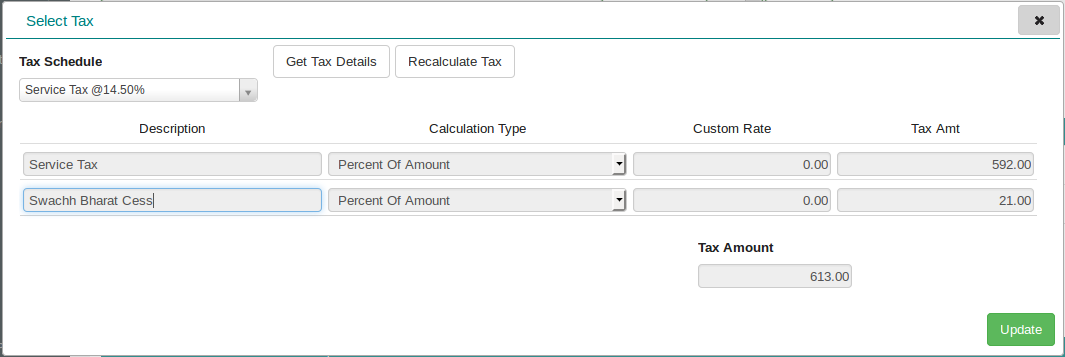 Select Tax
Tax Schedule
Get Tax Details Recalculate Tax
Service Tax @14.50%
Description Calculation Type Custom Rate Tax Amt
Service Tax Percent Of Amount 0.00 592.00
Swachh Bharat Cess Percent Of Amount 0.00 21.00
Tax Amount
613.00
Update